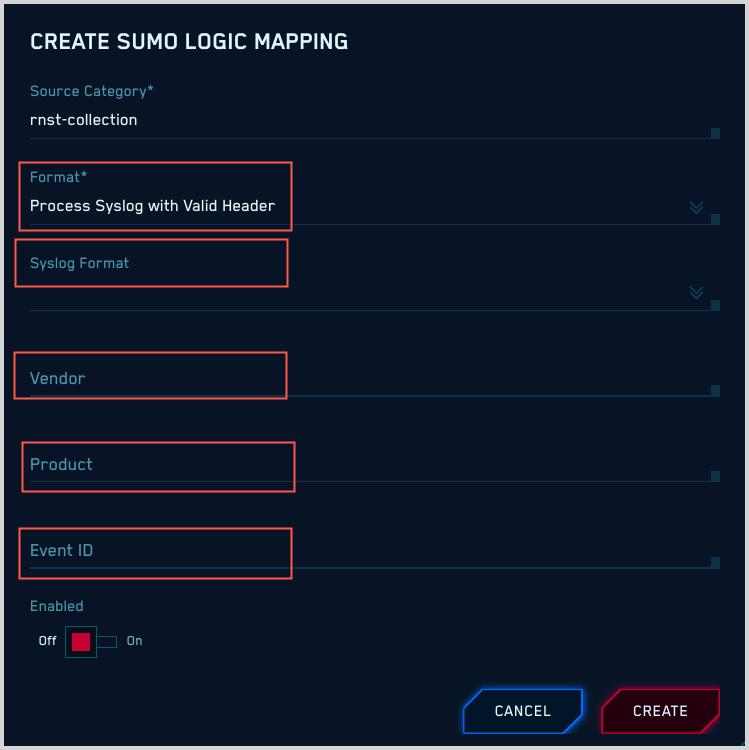 CREATE SUMO LOGIC MAPPING
Source Category*
rnst-collection
Format*
Process Syslog with Valid Header
Syslog Format
Vendor
Product
Event ID
Enabled
Off On
CANCEL CREATE